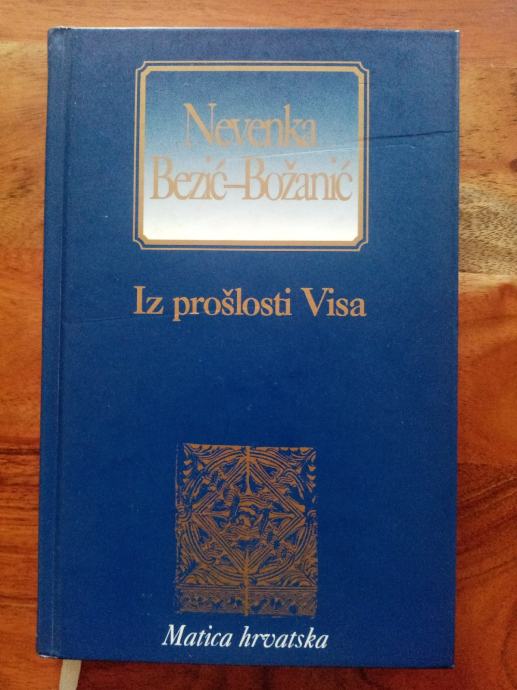 Nevenka
Bezić–Božanić
Iz prošlosti Visa
Matica hrvatska